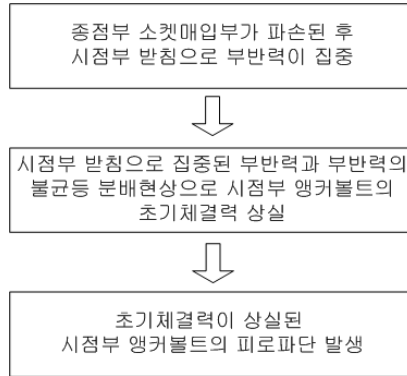 종점부 소켓매입부가 파손된 후
시점부 받침으로 부반력이 집중
시점부 받침으로 집중된 부반력과 부반력의
불균등 분배현상으로 시점부 앵커볼트의
초기체결력 상실
초기체결력이 상실된
시점부 앵커볼트의 피로파단 발생